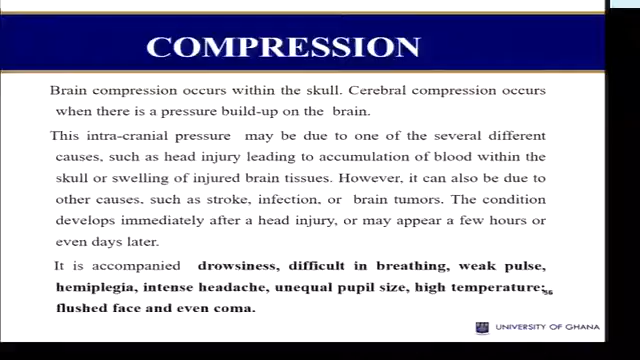 COMPRESSION
Brain compression occurs within the skull. Cerebral compression occurs
when there is a pressure build-up on the brain.
This intra-cranial pressure may be due to one of the several different
causes, such as head injury leading to accumulation of blood within the
skull or swelling of injured brain tissues. However, it can also be due to
other causes, such as stroke, infection, or brain tumors. The condition
develops immediately after a head injury, or may appear a few hours or
even days later.
It is accompanied drowsiness, difficult in breathing, weak pulse,
hemiplegia, intense headache, unequal pupil size, high temperature;
flushed face and even coma.
56
UNIVERSITY OF GHANA